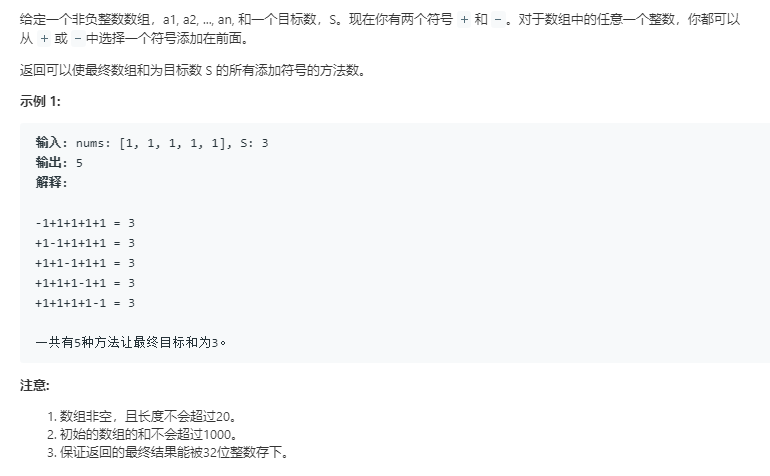 给定一个非负整数数组，a1, a2, ..., an, 和一个目标数，S。现在你有两个符号 + 和 -。对于数组中的任意一个整数，你都可以
从 + 或 -中选择一个符号添加在前面。
返回可以使最终数组和为目标数 S 的所有添加符号的方法数。
示例 1:
输入: nums: [1, 1, 1, 1, 1], S: 3
输出: 5
解释:
-1+1+1+1+1 = 3
+1-1+1+1+1 = 3
+1+1-1+1+1 = 3
+1+1+1-1+1 = 3
+1+1+1+1-1 = 3
一共有5种方法让最终目标和为3。
注意:
1. 数组非空，且长度不会超过20。
2. 初始的数组的和不会超过1000。
3. 保证返回的最终结果能被32位整数存下。